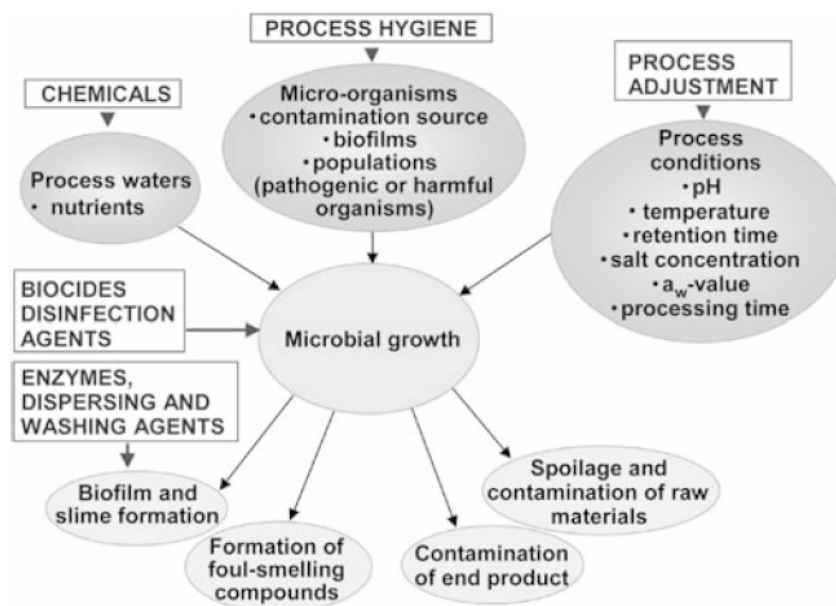 PROCESS HYGIENE
Micro-organisms
•contamination source
•biofilms
•populations
(pathogenic or harmful
organisms)
CHEMICALS
Process waters
• nutrients
PROCESS
ADJUSTMENT
Process
conditions
•pH
•temperature
•retention time
•salt concentration
•aw-value
•processing time
BIOCIDES
DISINFECTION
AGENTS
Microbial growth
ENZYMES,
DISPERSING AND
WASHING AGENTS
Biofilm and
slime formation
Formation of
foul-smelling
compounds
Contamination
of end product
Spoilage and
contamination of raw
materials